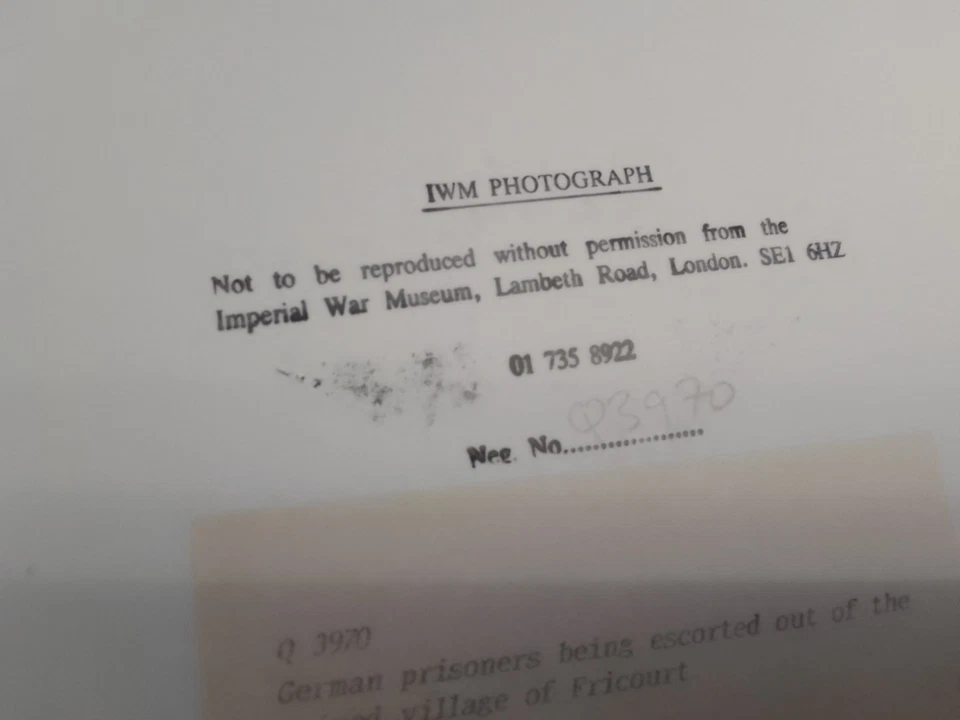 IWM PHOTOGRAPH
Not to be reproduced without permission from the
Imperial War Museum, Lambeth Road, London. SE1 6HZ
01 735 8922
Q3970
Neg. No...................
Q 3970
German prisoners being escorted out of the
village of Fricourt